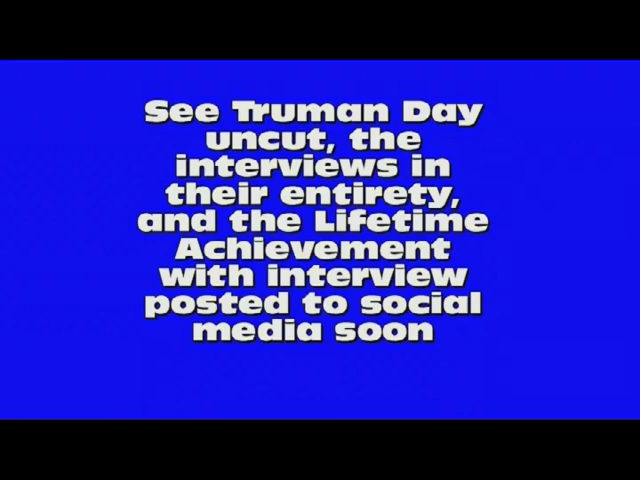 See Truman Day
uncut, the
interviews in
their entirety,
and the Lifetime
Achievement
with interview
posted to social
media soon